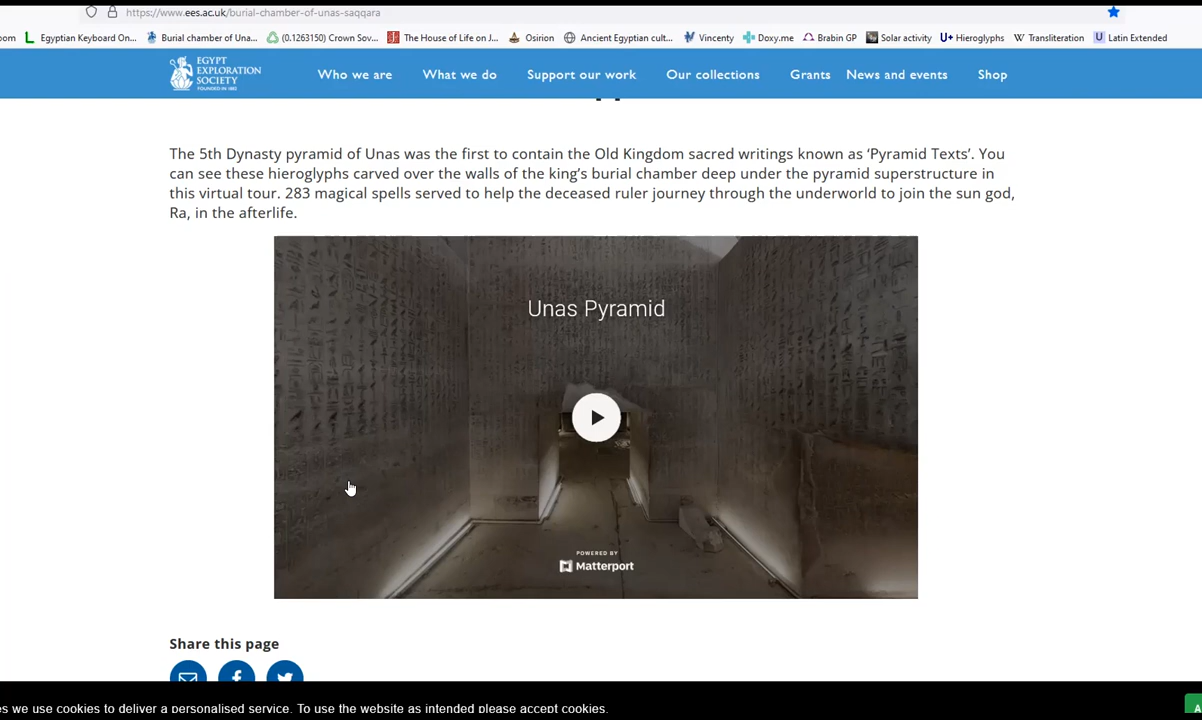 https://www.ees.ac.uk/burial-chamber-of-unas-saqqara
oom Egyptian Keyboard On... Burial chamber of Una... (0.1263150) Crown Sov... The House of Life on J... Osirion Ancient Egyptian cult... Vincenty Doxy.me Brabin GP Solar activity U+ Hieroglyphs W Transliteration U Latin Extended
EGYPT
EXPLORATION
SOCIETY
FOUNDED IN 1882
Who we are What we do Support our work Our collections Grants News and events Shop
The 5th Dynasty pyramid of Unas was the first to contain the Old Kingdom sacred writings known as ‘Pyramid Texts’. You
can see these hieroglyphs carved over the walls of the king’s burial chamber deep under the pyramid superstructure in
this virtual tour. 283 magical spells served to help the deceased ruler journey through the underworld to join the sun god,
Ra, in the afterlife.
Unas Pyramid
POWERED BY
Matterport
Share this page
es we use cookies to deliver a personalised service. To use the website as intended please accept cookies.
A